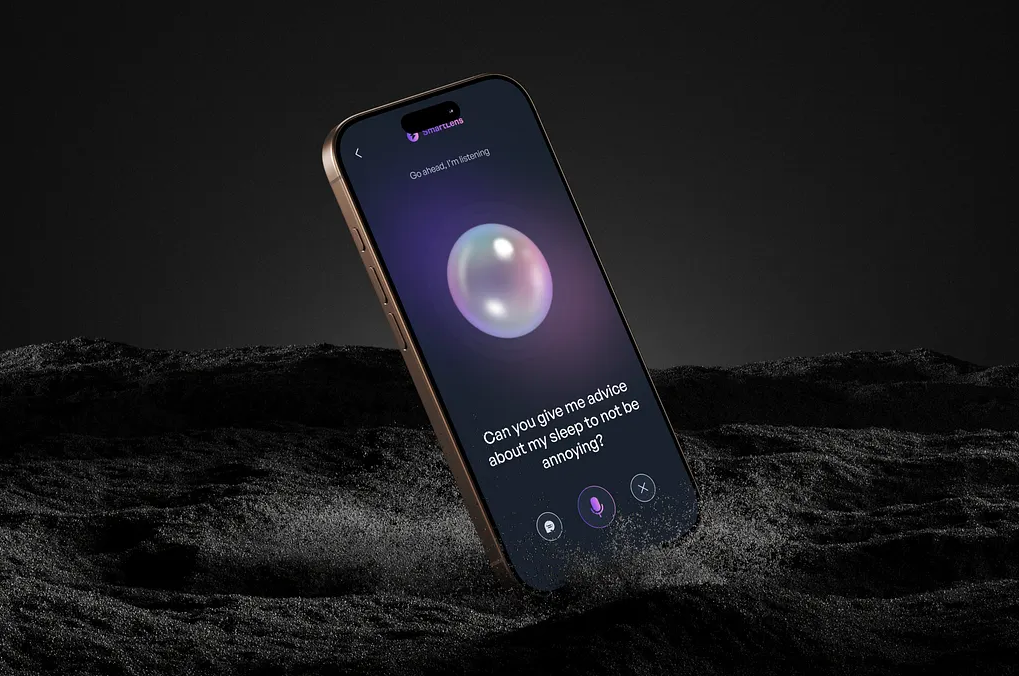 SmartLens
Go ahead, I'm listening
Can you give me advice
about my sleep to not be
annoying?